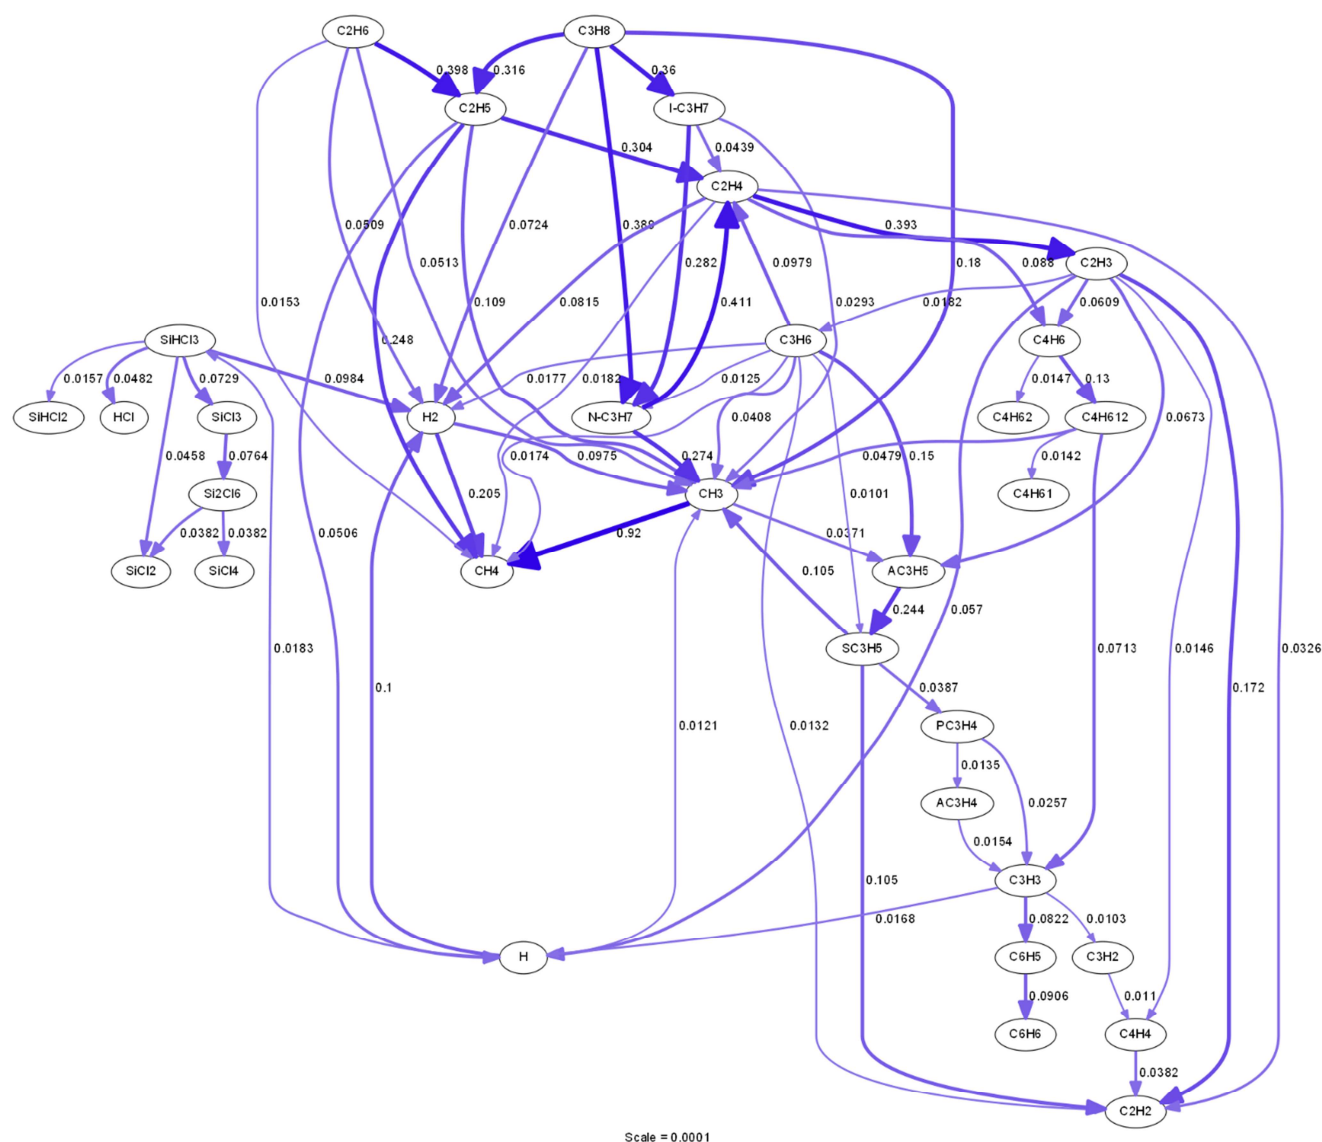 C2H6 C3H8
0.398 0.316 0.36
C2H5 I-C3H7
0.304 0.0439
C2H4
0.0509 0.0724 0.386 0.393
0.0513 0.282 0.0979 0.18 0.088 C2H3
0.0153 0.109 0.0815 0.411 0.0293 0.0182 0.0609
SiHCl3 0.248 C3H6 C4H6
0.0157 0.0482 0.0729 0.0984 0.0177 0.0182 0.0125 0.0147 0.13
SiHCl2 HCl SiCl3 H2 N-C3H7 0.0408 C4H62 C4H612 0.0673
0.0458 0.0764 0.0975 0.0174 0.274 0.0479 0.15 0.0142
Si2Cl6 0.205 CH3 0.0101 C4H61
0.0382 0.0382 0.0506 0.92 0.0371
SiCl2 SiCl4 CH4 0.105 AC3H5
0.244 0.057
0.0183 SC3H5 0.0713 0.0146 0.0326
0.1 0.0387 0.172
0.0121 0.0132 PC3H4
0.0135
AC3H4 0.0257
0.0154
0.105 C3H3
0.0168 0.0822 0.0103
H C6H5 C3H2
0.0906 0.011
C6H6 C4H4
0.0382
C2H2
Scale = 0.0001